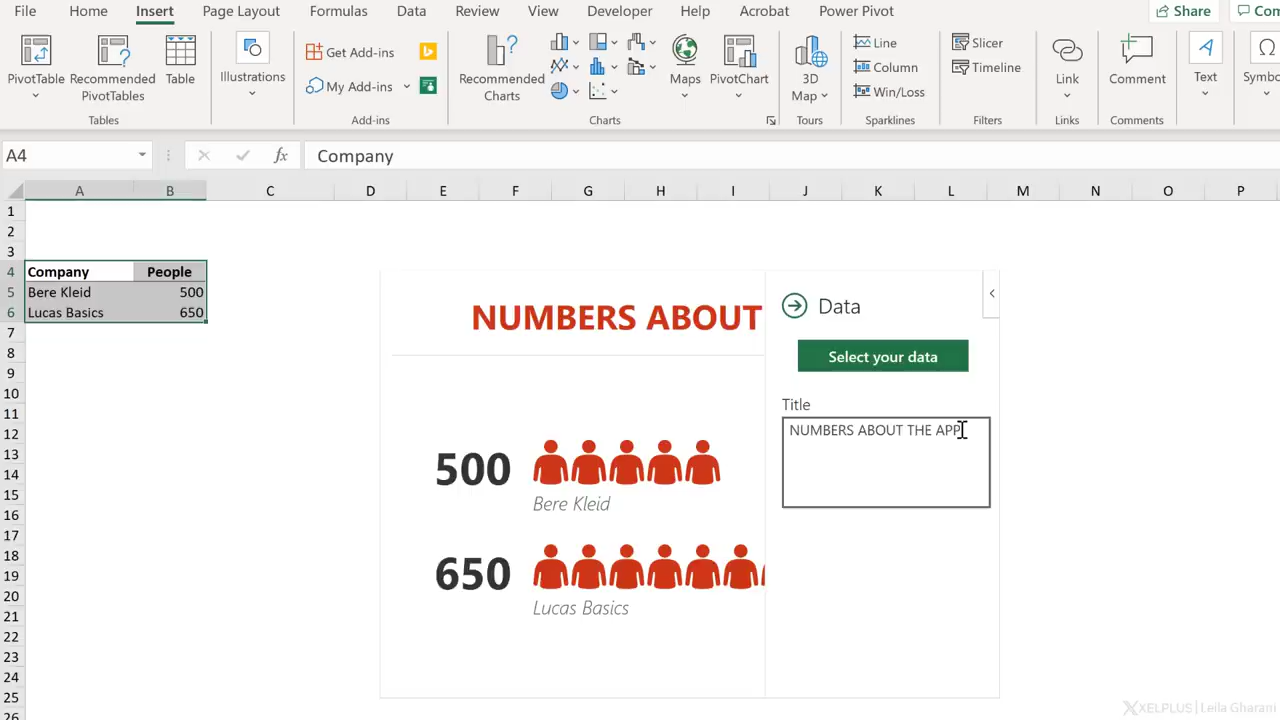 File Home Insert Page Layout Formulas Data Review View Developer Help Acrobat Power Pivot Share Com
PivotTable Recommended PivotTables Table Illustrations Get Add-ins My Add-ins Recommended Charts Maps PivotChart 3D Map Line Column Win/Loss Slicer Timeline Link Comment Text Symbo
Tables Add-ins Charts Tours Sparklines Filters Links Comments
A4 fx Company
A B C D E F G H I J K L M N O P
1
2
3
4 Company People
5 Bere Kleid 500
6 Lucas Basics 650
7
8
9
10
11
12
13
14
15
16
17
18
19
20
21
22
23
24
25
26
NUMBERS ABOUT
500
Bere Kleid
650
Lucas Basics
Data
Select your data
Title
NUMBERS ABOUT THE APP
XELPLUS | Leila Gharani